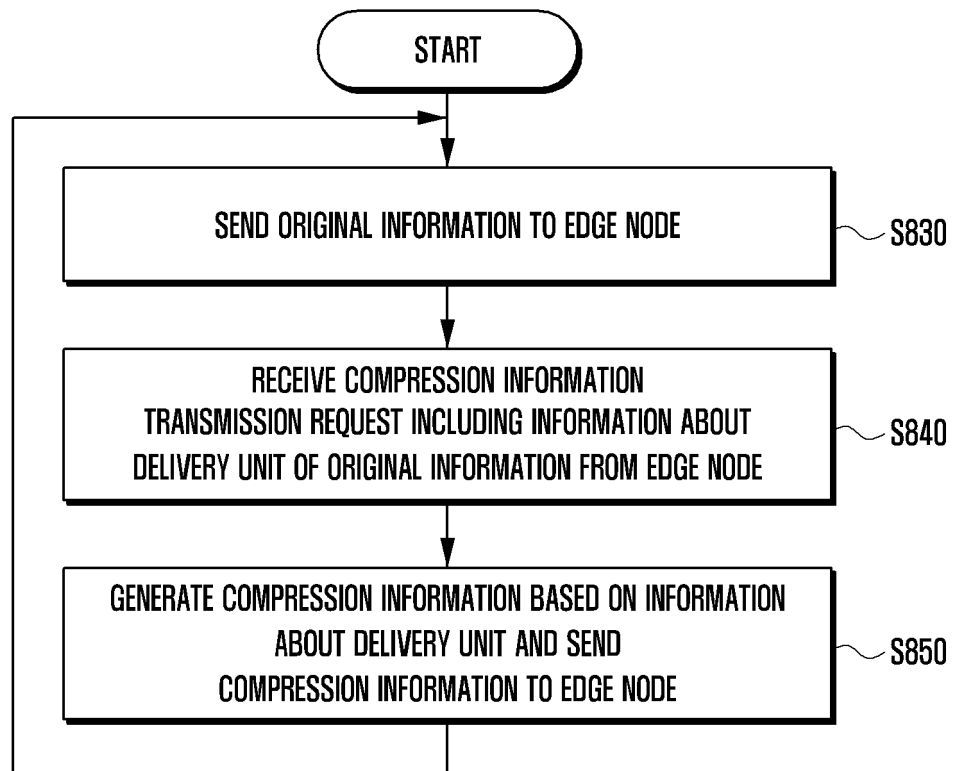 START
SEND ORIGINAL INFORMATION TO EDGE NODE
S830
RECEIVE COMPRESSION INFORMATION
TRANSMISSION REQUEST INCLUDING INFORMATION ABOUT
DELIVERY UNIT OF ORIGINAL INFORMATION FROM EDGE NODE
S840
GENERATE COMPRESSION INFORMATION BASED ON INFORMATION
ABOUT DELIVERY UNIT AND SEND
COMPRESSION INFORMATION TO EDGE NODE
S850